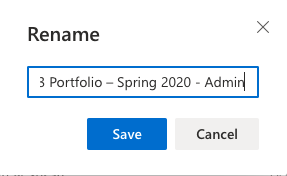 Rename
3 Portfolio – Spring 2020 - Admin
Save
Cancel